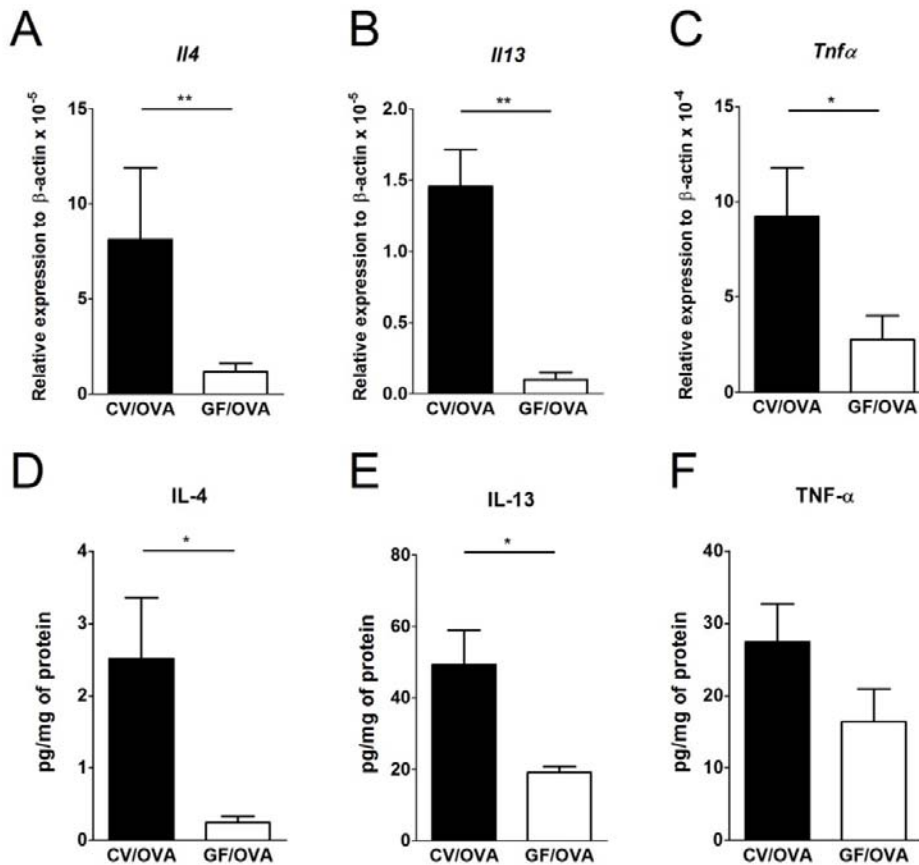 A
Il4
Relative expression to β-actin x 10-5
15
10
5
0
**
CV/OVA GF/OVA
B
Il13
Relative expression to β-actin x 10-5
2.0
1.5
1.0
0.5
0.0
**
CV/OVA GF/OVA
C
Tnfα
Relative expression to β-actin x 10-4
15
10
5
0
*
CV/OVA GF/OVA
D
IL-4
pg/mg of protein
4
3
2
1
0
*
CV/OVA GF/OVA
E
IL-13
pg/mg of protein
80
60
40
20
0
*
CV/OVA GF/OVA
F
TNF-α
pg/mg of protein
40
30
20
10
0
CV/OVA GF/OVA